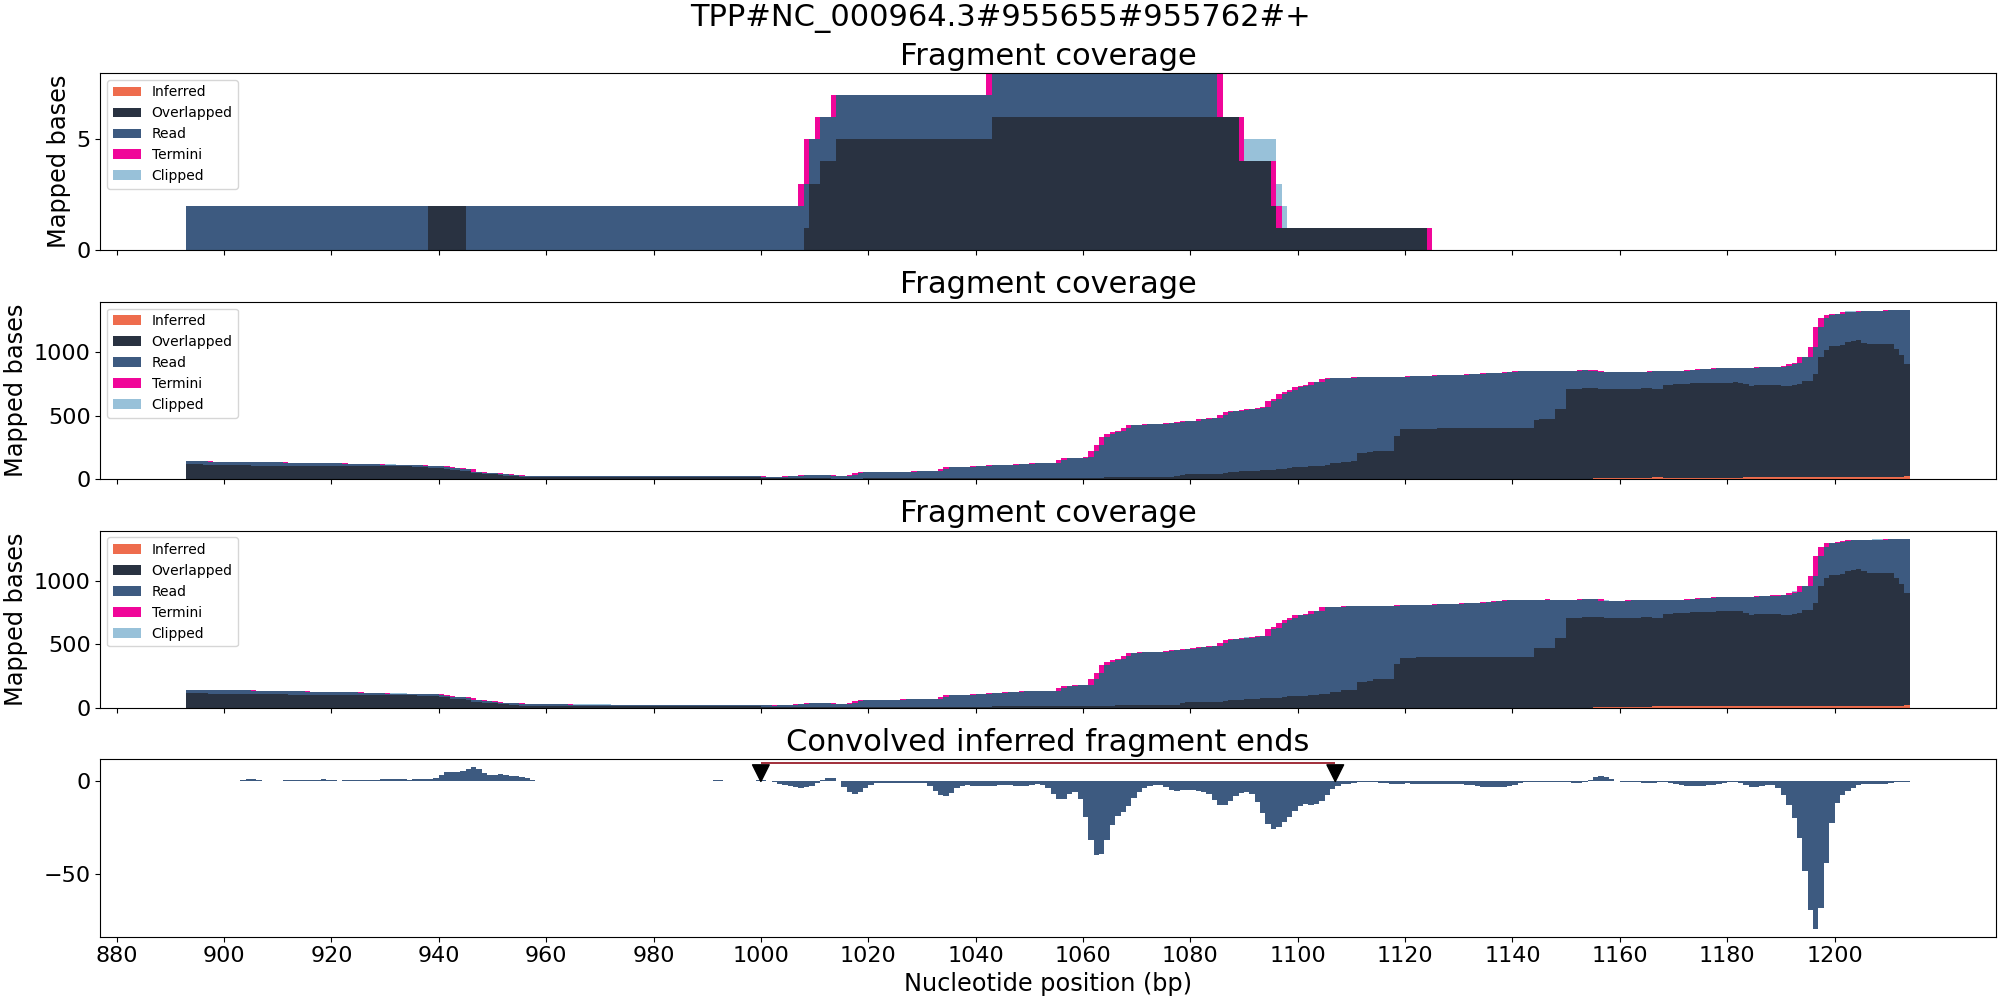 TPP#NC_000964.3#955655#955762#+
Fragment coverage
Mapped bases
5
0
Inferred
Overlapped
Read
Termini
Clipped
Fragment coverage
Mapped bases
1000
500
0
Inferred
Overlapped
Read
Termini
Clipped
Fragment coverage
Mapped bases
1000
500
0
Inferred
Overlapped
Read
Termini
Clipped
Convolved inferred fragment ends
0
−50
880 900 920 940 960 980 1000 1020 1040 1060 1080 1100 1120 1140 1160 1180 1200
Nucleotide position (bp)